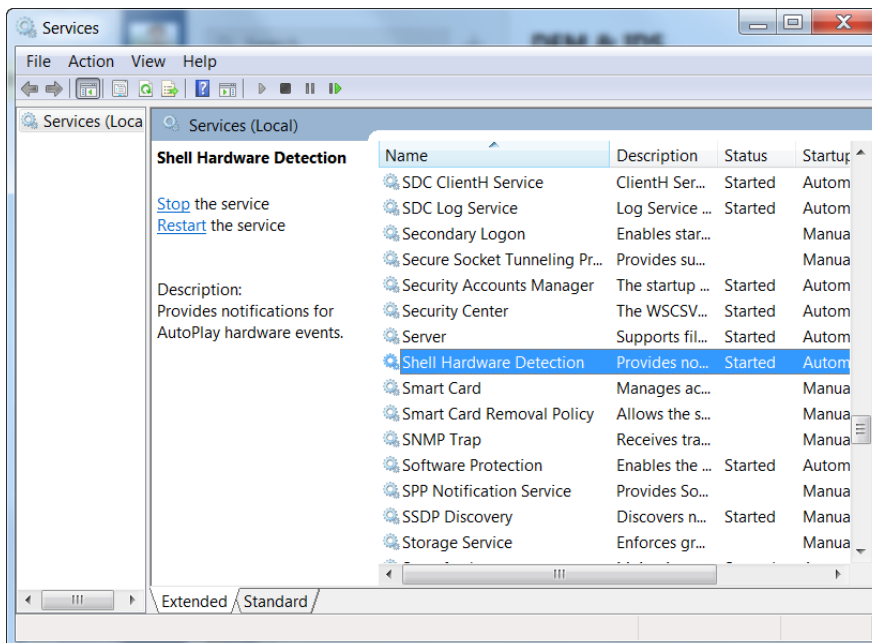 Services
File Action View Help
Services (Loca
Services (Local)
Shell Hardware Detection
Stop the service
Restart the service
Description:
Provides notifications for
AutoPlay hardware events.
Name Description Status Startup
SDC ClientH Service ClientH Ser... Started Autom
SDC Log Service Log Service ... Started Autom
Secondary Logon Enables star... Manua
Secure Socket Tunneling Pr... Provides su... Manua
Security Accounts Manager The startup ... Started Autom
Security Center The WSCSV... Started Autom
Server Supports fil... Started Autom
Shell Hardware Detection Provides no... Started Autom
Smart Card Manages ac... Manua
Smart Card Removal Policy Allows the s... Manua
SNMP Trap Receives tra... Manua
Software Protection Enables the ... Started Autom
SPP Notification Service Provides So... Manua
SSDP Discovery Discovers n... Started Manua
Storage Service Enforces gr... Manua
Extended Standard